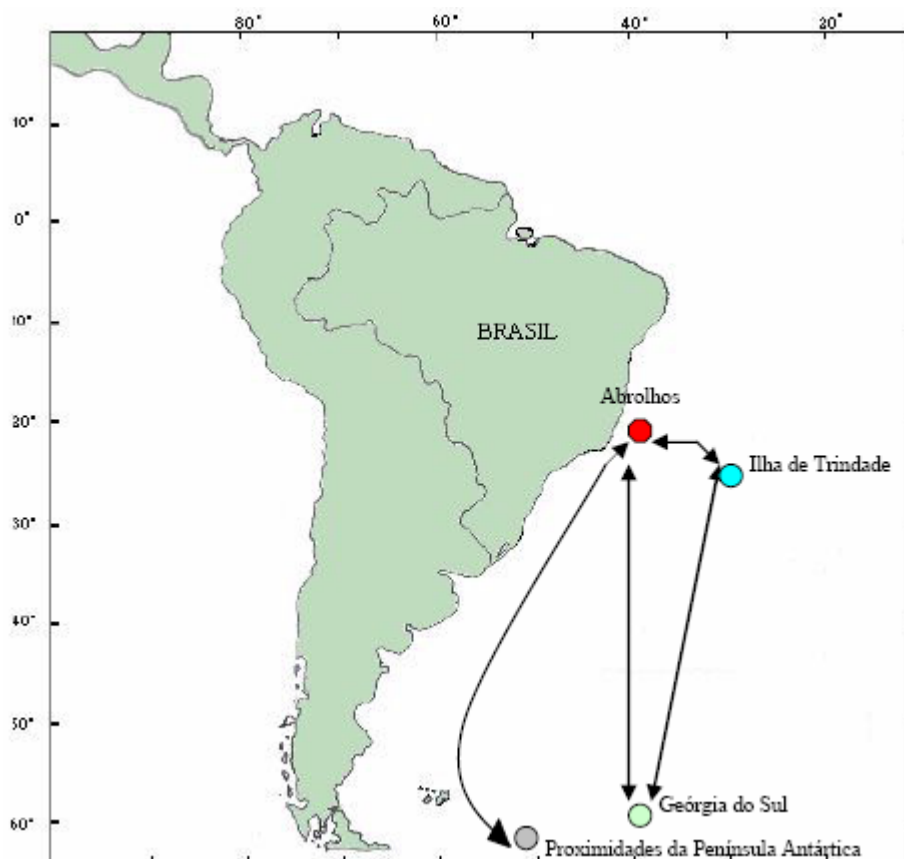 80° 60° 40° 20°
10°
0°
BRASIL
10°
Abrolhos
20°
Ilha de Trindade
30°
40°
50°
Geórgia do Sul
60°
Proximidades da Península Antártica